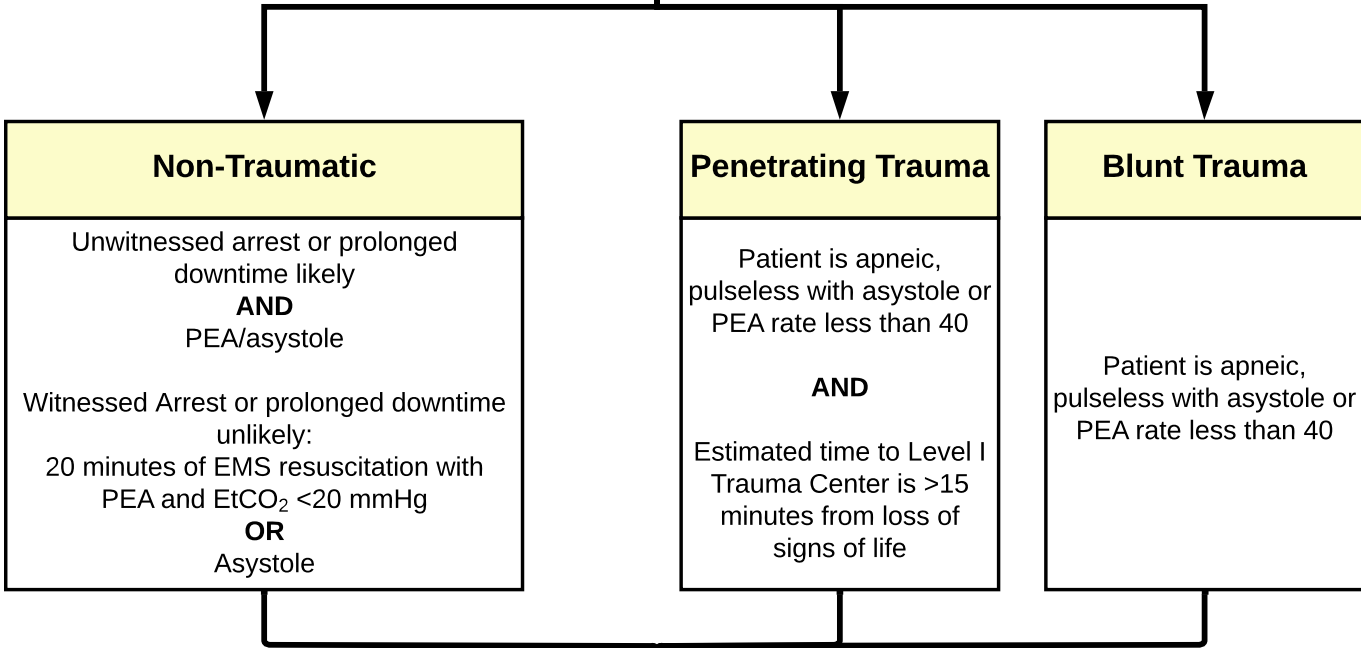 Non-Traumatic
Unwitnessed arrest or prolonged
downtime likely
AND
PEA/asystole
Witnessed Arrest or prolonged downtime
unlikely:
20 minutes of EMS resuscitation with
PEA and EtCO₂ <20 mmHg
OR
Asystole
Penetrating Trauma
Patient is apneic,
pulseless with asystole or
PEA rate less than 40
AND
Estimated time to Level I
Trauma Center is >15
minutes from loss of
signs of life
Blunt Trauma
Patient is apneic,
pulseless with asystole or
PEA rate less than 40